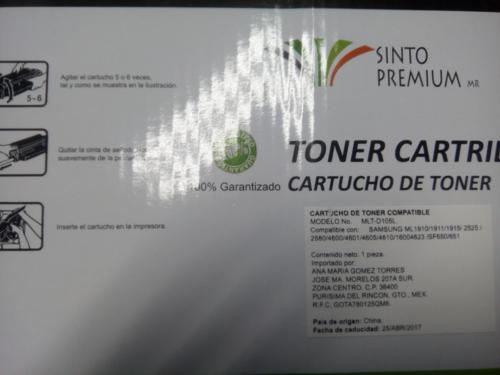 SINTO
PREMIUM MR
Agitar el cartucho 5 o 6 veces,
tal y como se muestra en la ilustración.
5-6
Quitar la cinta de
suavemente de la
100% Garantizado
TONER CARTRI
CARTUCHO DE TONER
Inserte el cartucho en la impresora.
CARTUCHO DE TONER COMPATIBLE
MODELO No. MLT-D105L
Compatible con: SAMSUNG ML1910/1911/1915/ 2525 /
2580/4600/4601/4605/4610/16004623 /SF650/651
Contenido neto: 1 pieza.
Importado por:
ANA MARIA GOMEZ TORRES
JOSE MA. MORELOS 207A SUR.
ZONA CENTRO, C.P. 36400
PURISIMA DEL RINCON, GTO., MEX.
R.F.C, GOTA780125QM6.
País de origen: China.
Fecha de caducidad: 25/ABR/2017